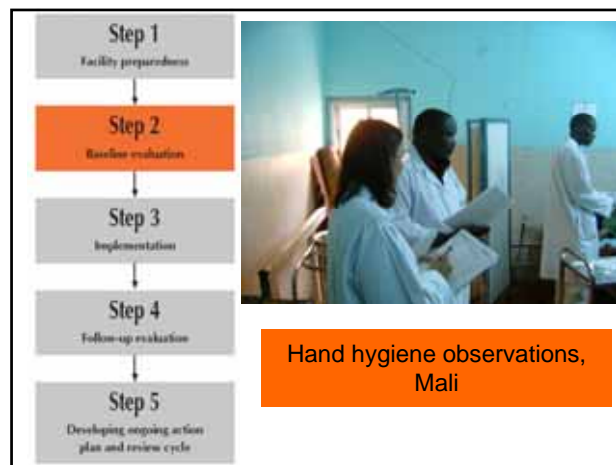 Step 1
Facility preparedness
Step 2
Baseline evaluation
Step 3
Implementation
Step 4
Follow-up evaluation
Step 5
Developing ongoing action
plan and review cycle
Hand hygiene observations,
Mali